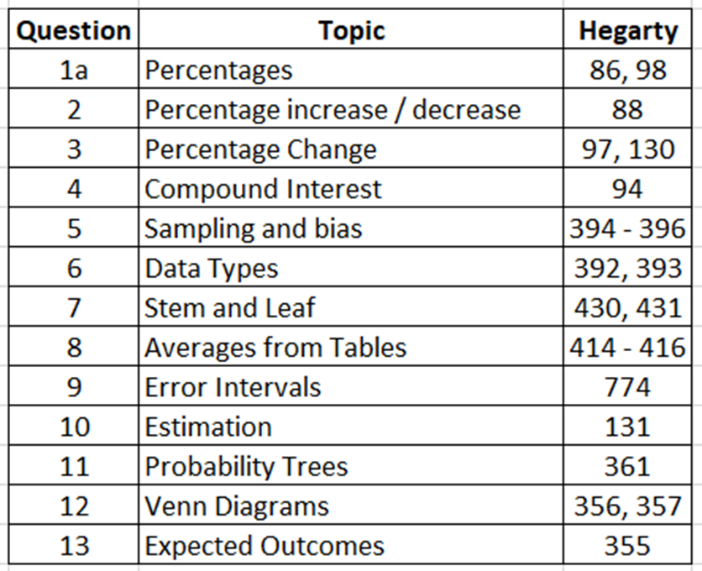 Question Topic Hegarty
1a Percentages 86, 98
2 Percentage increase / decrease 88
3 Percentage Change 97, 130
4 Compound Interest 94
5 Sampling and bias 394 - 396
6 Data Types 392, 393
7 Stem and Leaf 430, 431
8 Averages from Tables 414 - 416
9 Error Intervals 774
10 Estimation 131
11 Probability Trees 361
12 Venn Diagrams 356, 357
13 Expected Outcomes 355